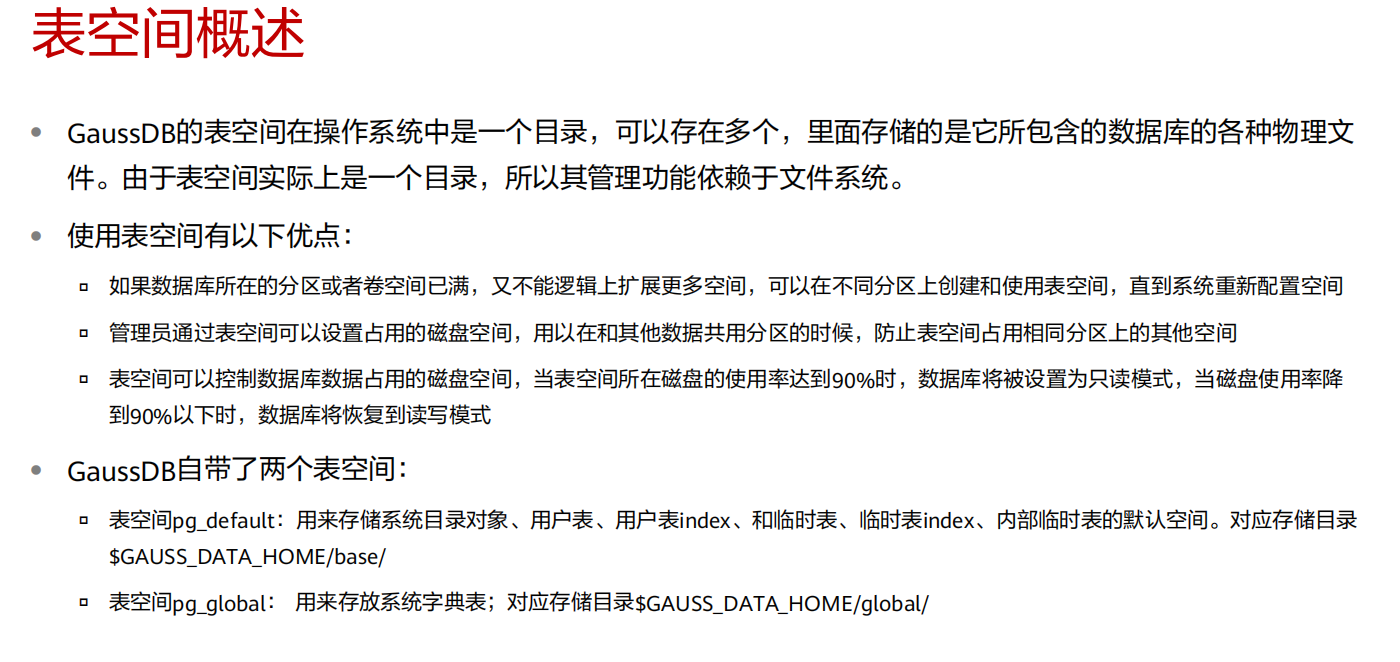 表空间概述
• GaussDB的表空间在操作系统中是一个目录，可以存在多个，里面存储的是它所包含的数据库的各种物理文
件。由于表空间实际上是一个目录，所以其管理功能依赖于文件系统。
• 使用表空间有以下优点：
▫ 如果数据库所在的分区或者卷空间已满，又不能逻辑上扩展更多空间，可以在不同分区上创建和使用表空间，直到系统重新配置空间
▫ 管理员通过表空间可以设置占用的磁盘空间，用以在和其他数据共用分区的时候，防止表空间占用相同分区上的其他空间
▫ 表空间可以控制数据库数据占用的磁盘空间，当表空间所在磁盘的使用率达到90%时，数据库将被设置为只读模式，当磁盘使用率降
到90%以下时，数据库将恢复到读写模式
• GaussDB自带了两个表空间：
▫ 表空间pg_default：用来存储系统目录对象、用户表、用户表index、和临时表、临时表index、内部临时表的默认空间。对应存储目录
$GAUSS_DATA_HOME/base/
▫ 表空间pg_global： 用来存放系统字典表；对应存储目录$GAUSS_DATA_HOME/global/